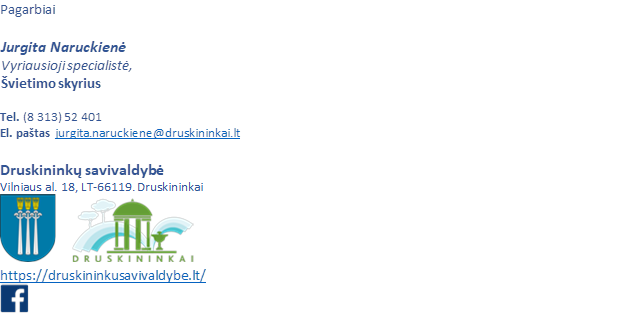 Pagarbiai
Jurgita Naruckienė
Vyriausioji specialistė,
Švietimo skyrius
Tel. (8 313) 52 401
El. paštas jurgita.naruckiene@druskininkai.lt
Druskininkų savivaldybė
Vilniaus al. 18, LT-66119. Druskininkai
DRUSKININKAI
https://druskininkusavivaldybe.lt/